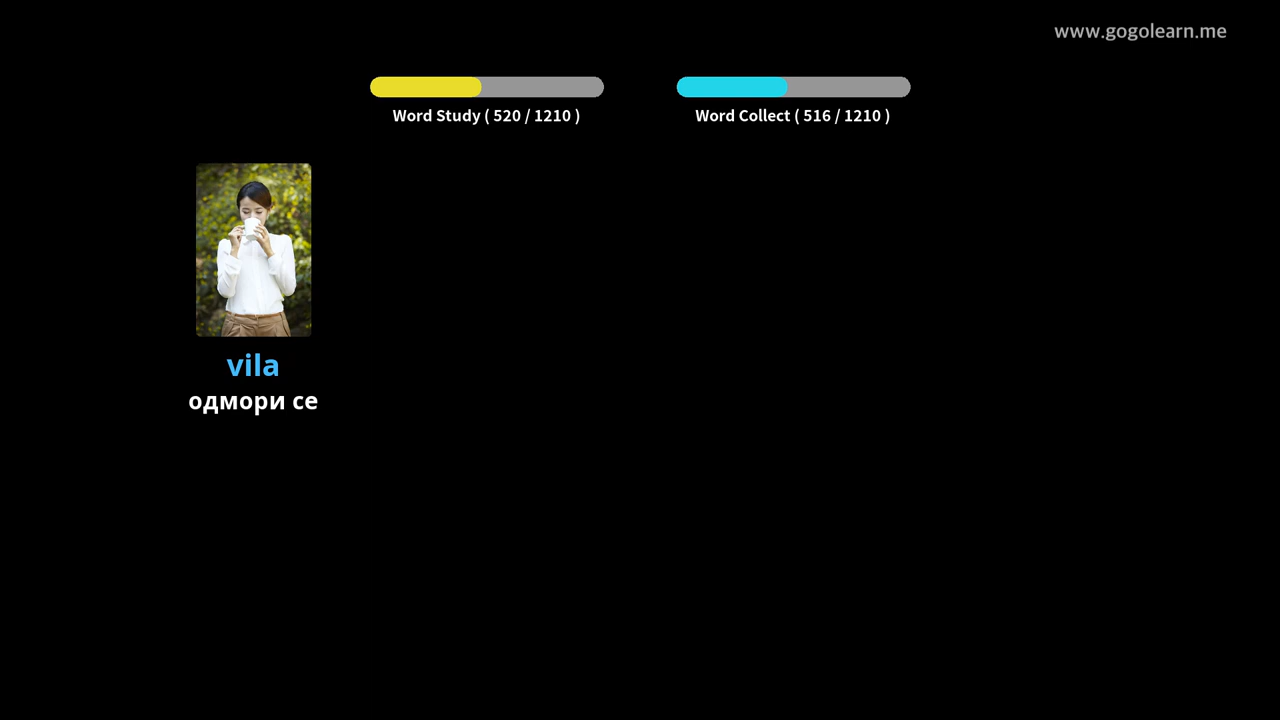 www.gogolearn.me
Word Study ( 520 / 1210 )
Word Collect ( 516 / 1210 )
vila
одмори се